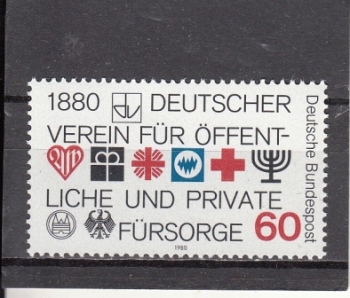 1880 DEUTSCHER
VEREIN FÜR ÖFFENT-
LICHE UND PRIVATE
FÜRSORGE
60
1980
Deutsche Bundespost